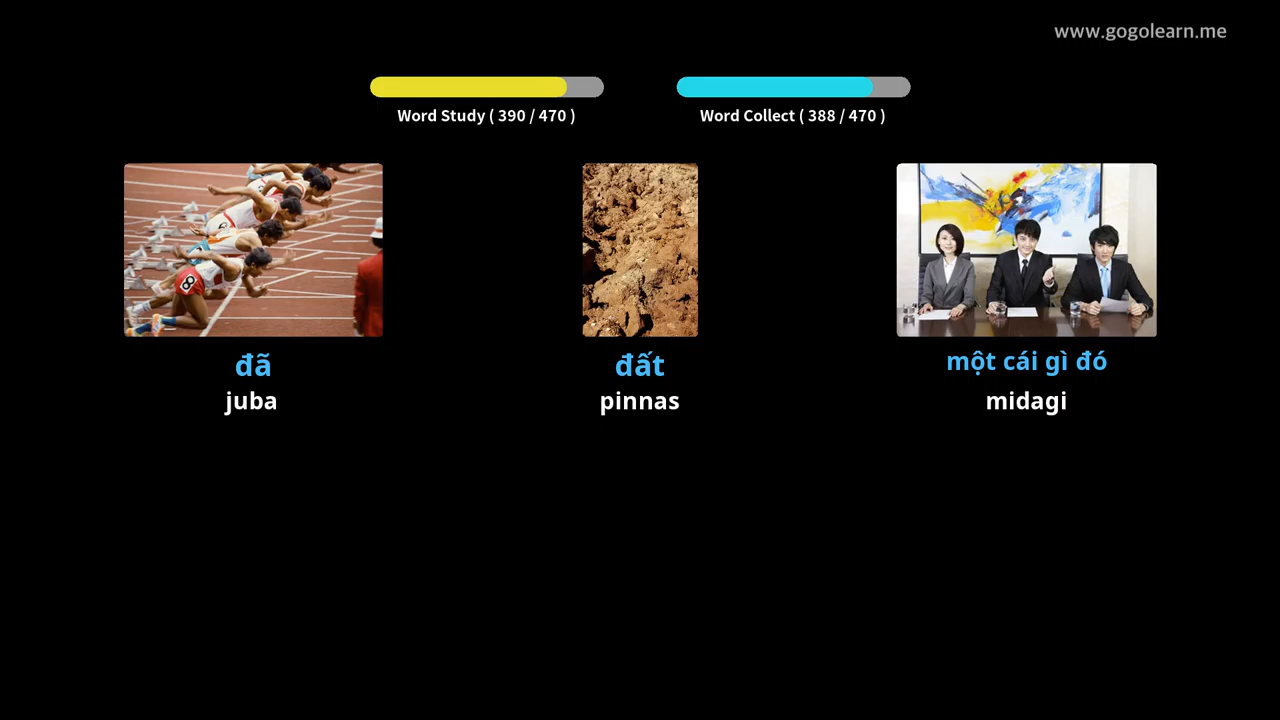 www.gogolearn.me
Word Study ( 390 / 470 )
Word Collect ( 388 / 470 )
8
đã
đất
một cái gì đó
juba
pinnas
midagi